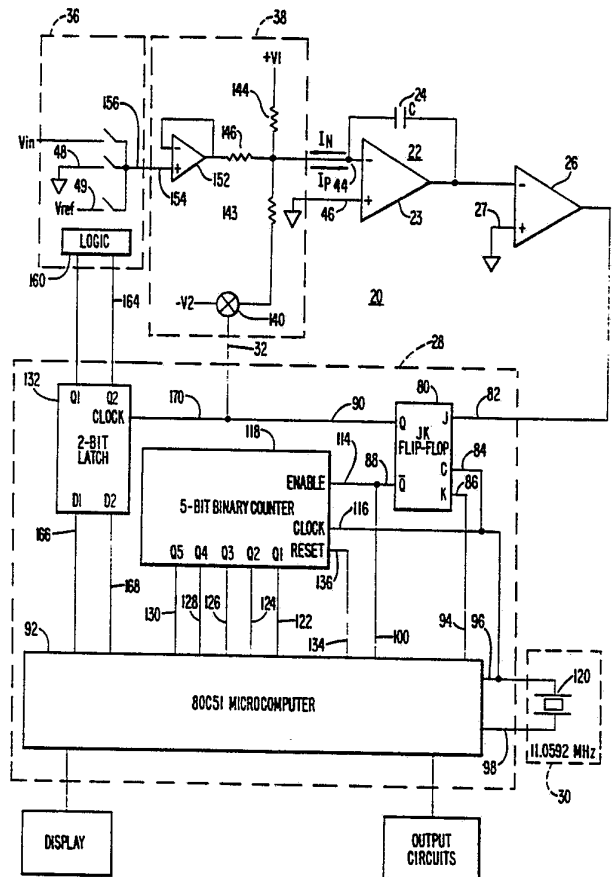 36
38
+V1
24
144
C
156
146
IN
22
26
Vin
48
152
IP
44
27
49
154
143
46
23
Vref
LOGIC
160
164
-V2
140
20
32
28
132
80
Q1 Q2
170
90
82
CLOCK
Q J
2-BIT
LATCH
118
JK
FLIP-FLOP
114
84
ENABLE
88
C
86
D1 D2
5-BIT BINARY COUNTER
Q̅ K
CLOCK
116
166
RESET
136
Q5 Q4 Q3 Q2 Q1
130
128
126
124
122
134
100
94
96
92
168
120
80C51 MICROCOMPUTER
98
11.0592 MHz
30
DISPLAY
OUTPUT
CIRCUITS